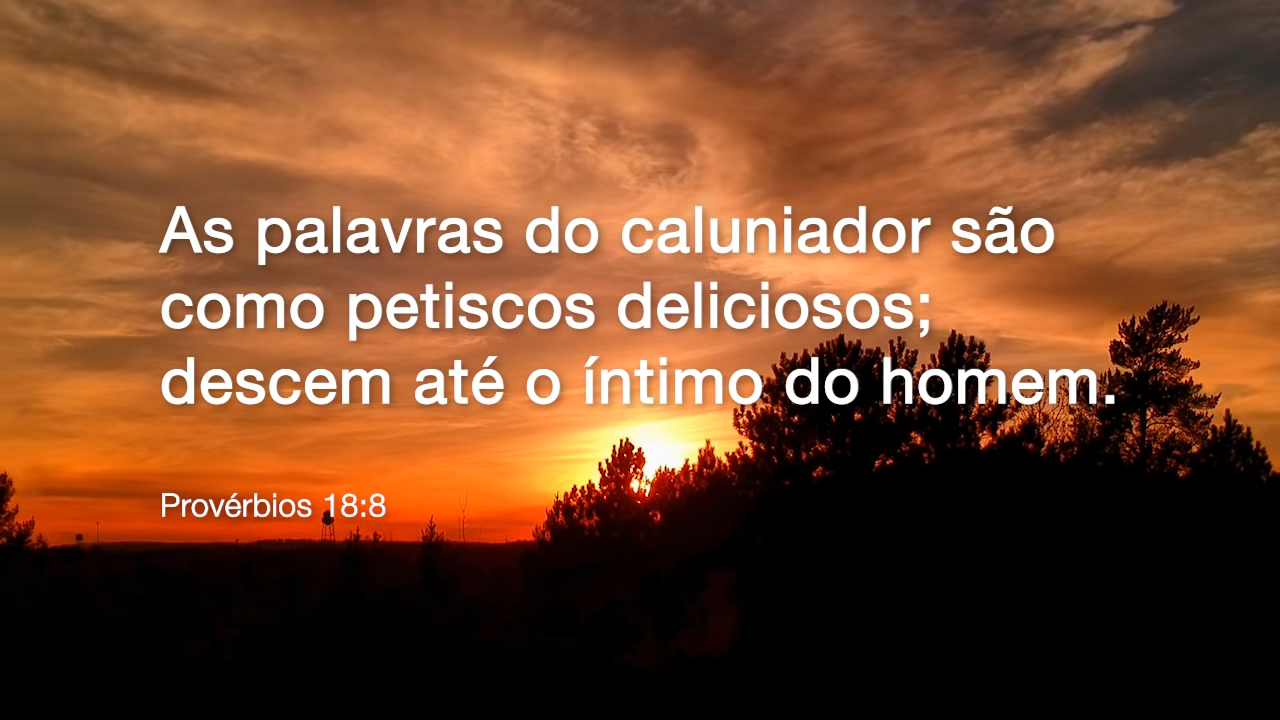 As palavras do caluniador são
como petiscos deliciosos;
descem até o íntimo do homem.
Provérbios 18:8